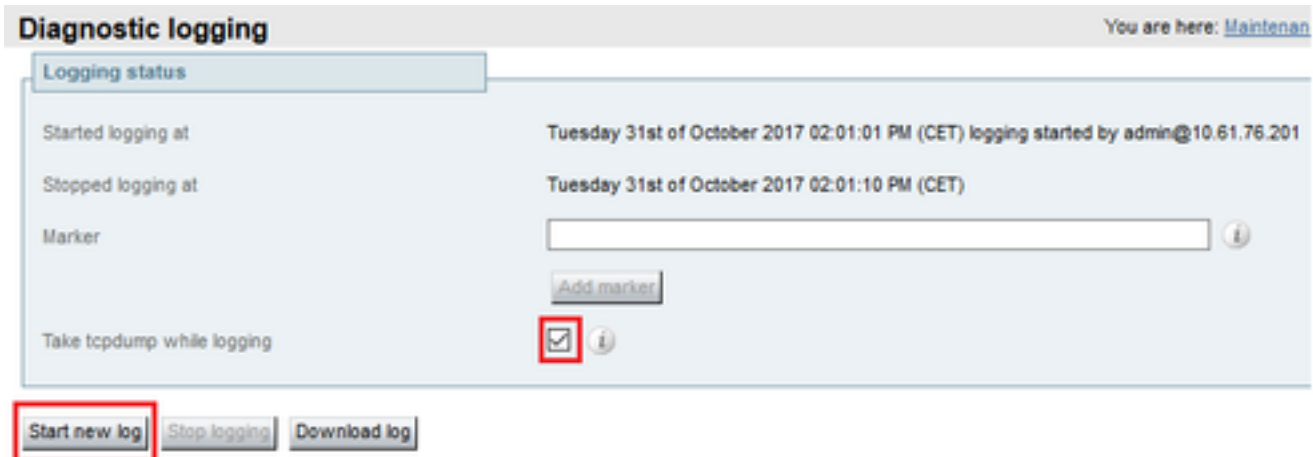 Diagnostic logging
You are here: Maintenan
Logging status
Started logging at
Tuesday 31st of October 2017 02:01:01 PM (CET) logging started by admin@10.61.76.201
Stopped logging at
Tuesday 31st of October 2017 02:01:10 PM (CET)
Marker
i
Add marker
Take tcpdump while logging
i
Start new log
Stop logging
Download log